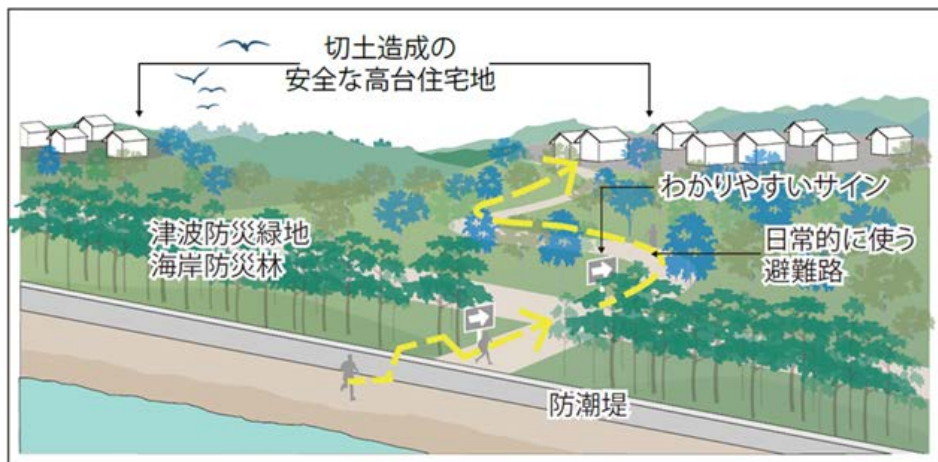 切土造成の
安全な高台住宅地
わかりやすいサイン
津波防災緑地
海岸防災林
日常的に使う
避難路
防潮堤